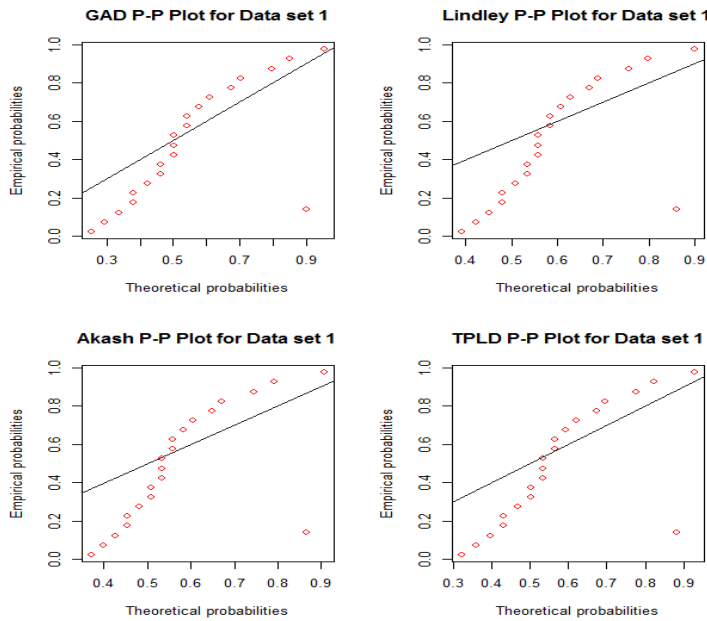 GAD P-P Plot for Data set 1
Empirical probabilities
1.0
0.8
0.6
0.4
0.2
0.0
0.3 0.5 0.7 0.9
Theoretical probabilities
Lindley P-P Plot for Data set 1
Empirical probabilities
1.0
0.8
0.6
0.4
0.2
0.0
0.4 0.5 0.6 0.7 0.8 0.9
Theoretical probabilities
Akash P-P Plot for Data set 1
Empirical probabilities
1.0
0.8
0.6
0.4
0.2
0.0
0.4 0.5 0.6 0.7 0.8 0.9
Theoretical probabilities
TPLD P-P Plot for Data set 1
Empirical probabilities
1.0
0.8
0.6
0.4
0.2
0.0
0.3 0.4 0.5 0.6 0.7 0.8 0.9
Theoretical probabilities